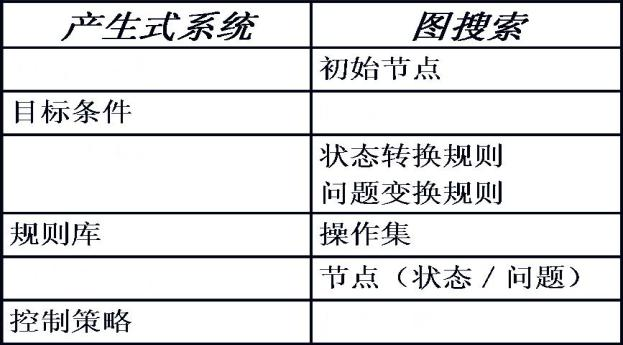 产生式系统 图搜索
初始节点
目标条件
状态转换规则
问题变换规则
规则库 操作集
节点（状态/问题）
控制策略